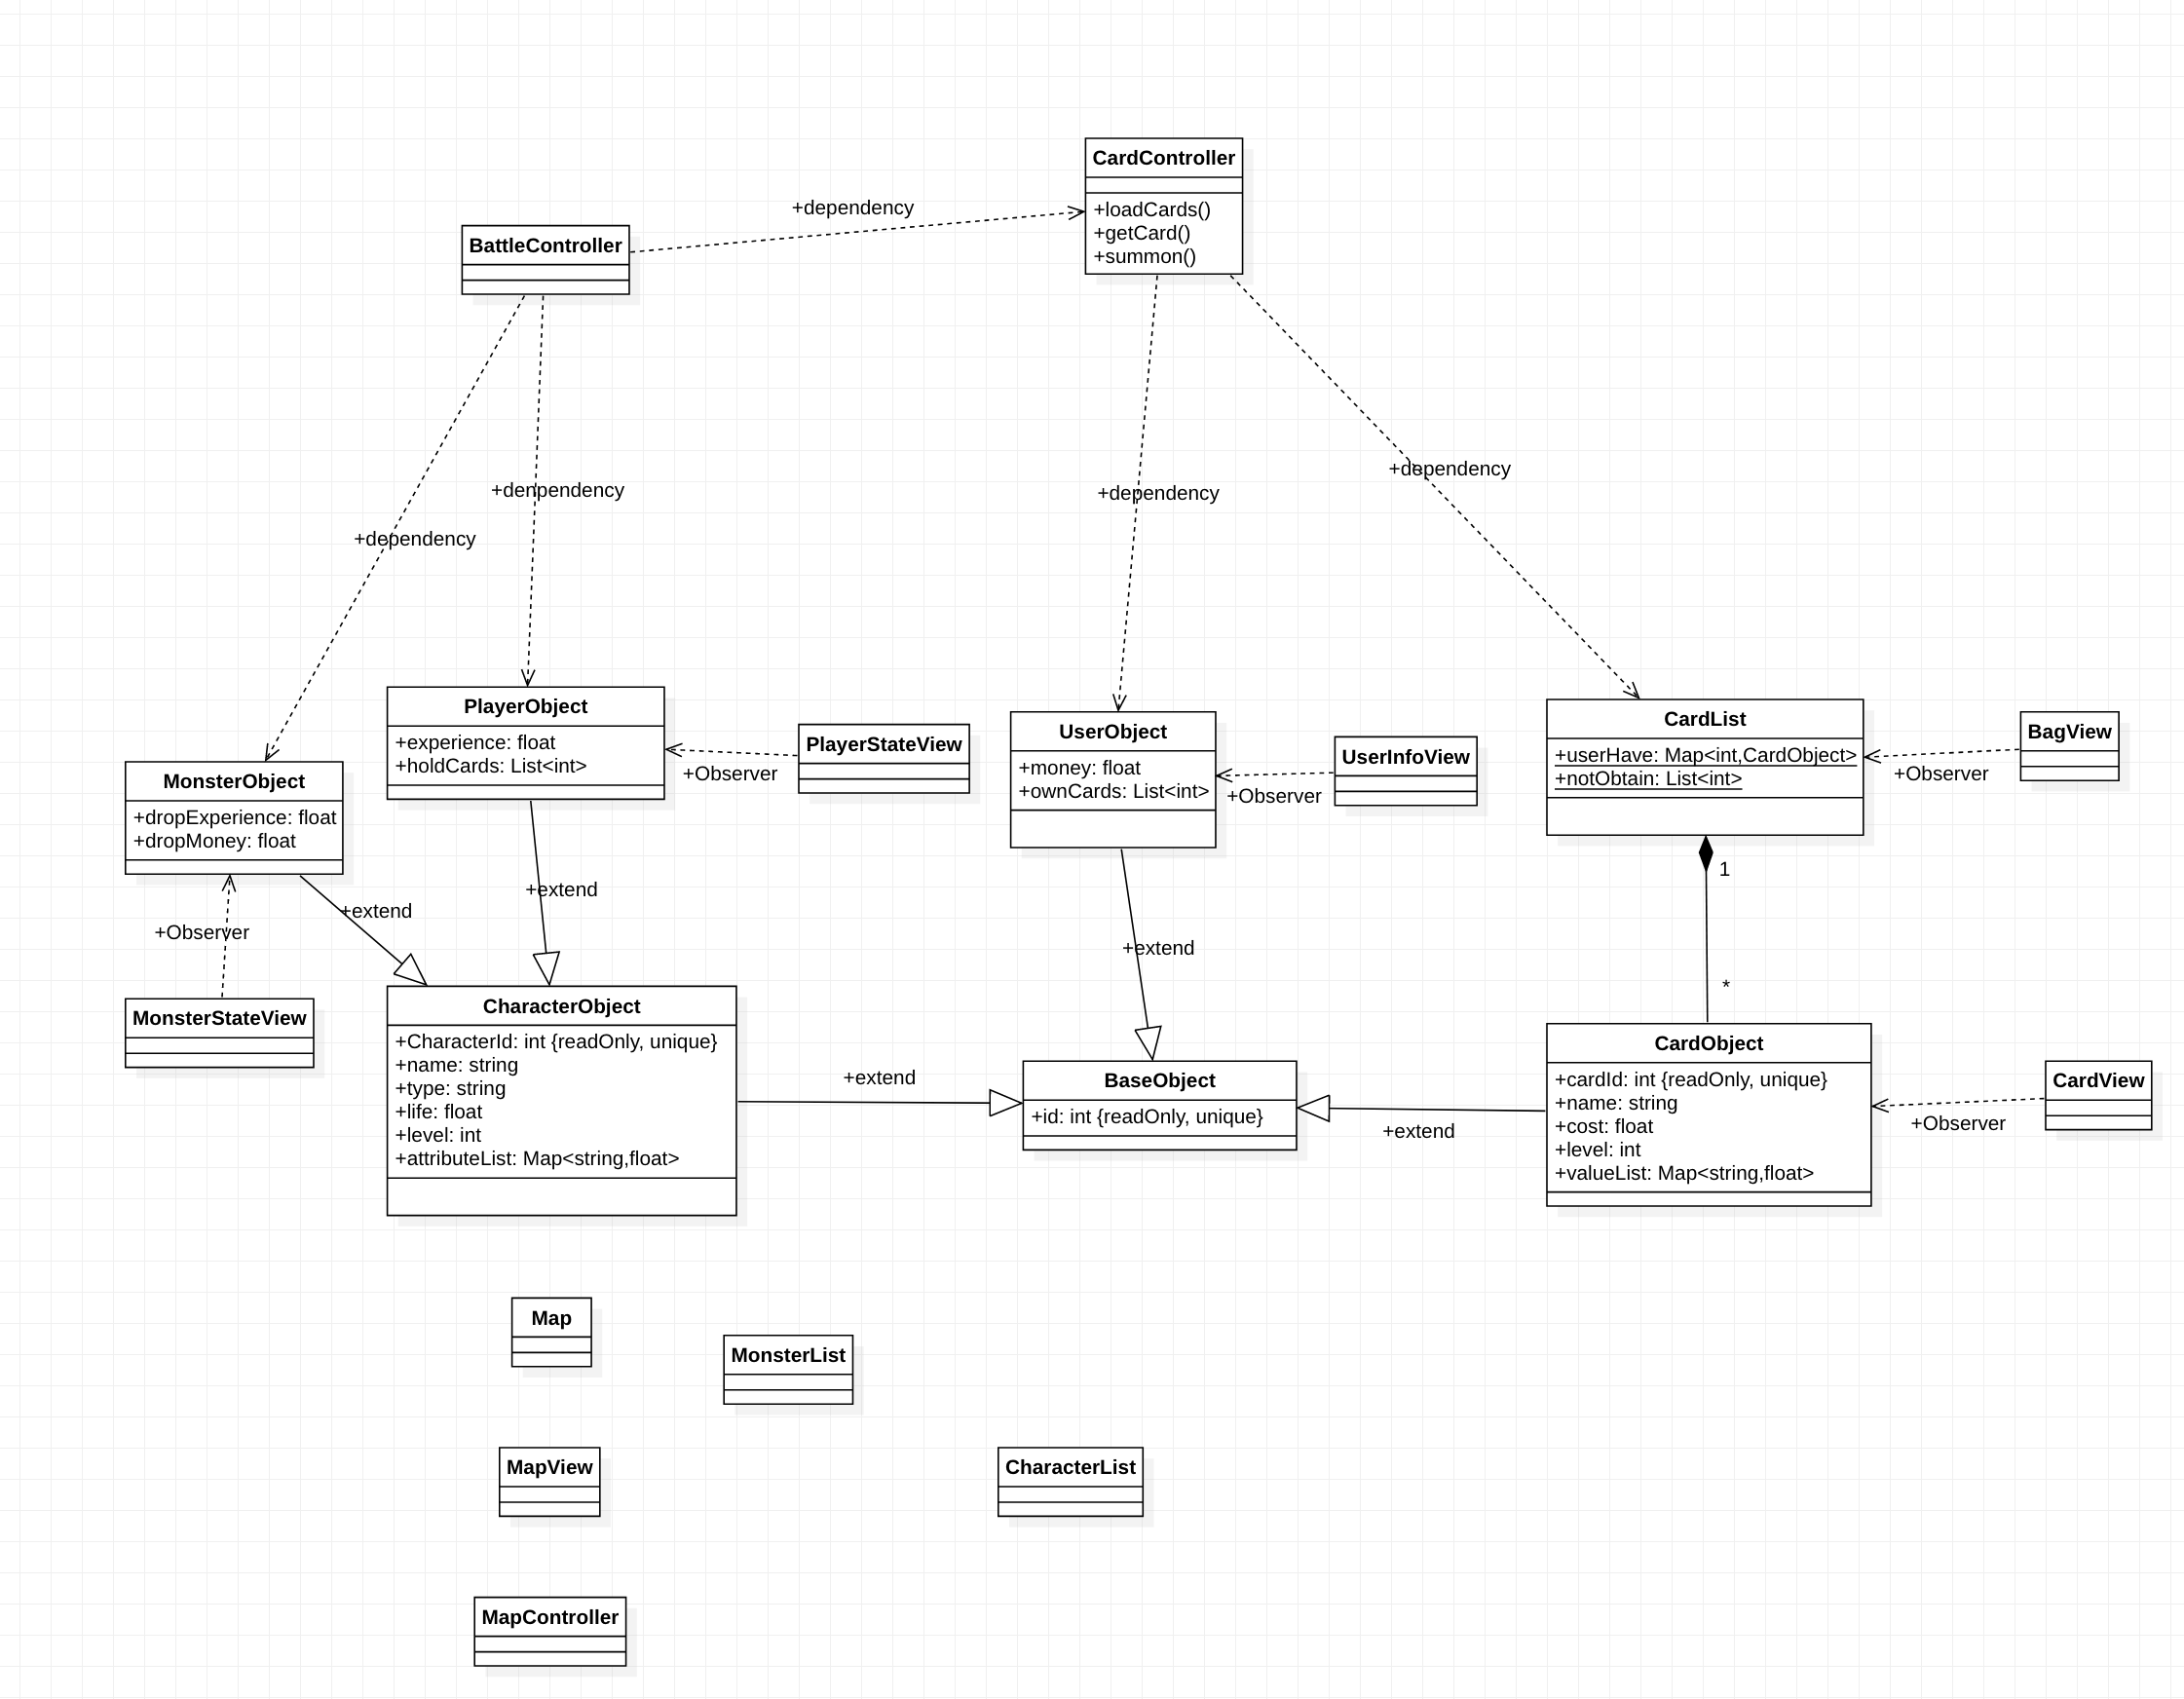 CardController
+loadCards()
+getCard()
+summon()
+dependency
BattleController
+dependency
+denpendency
+dependency
+dependency
PlayerObject
+experience: float
+holdCards: List<int>
PlayerStateView
+Observer
UserObject
+money: float
+ownCards: List<int>
UserInfoView
+Observer
CardList
+userHave: Map<int,CardObject>
+notObtain: List<int>
BagView
+Observer
MonsterObject
+dropExperience: float
+dropMoney: float
+extend
+extend
+Observer
+extend
1
*
MonsterStateView
CharacterObject
+CharacterId: int {readOnly, unique}
+name: string
+type: string
+life: float
+level: int
+attributeList: Map<string,float>
+extend
BaseObject
+id: int {readOnly, unique}
+extend
CardObject
+cardId: int {readOnly, unique}
+name: string
+cost: float
+level: int
+valueList: Map<string,float>
CardView
+Observer
Map
MonsterList
MapView
CharacterList
MapController